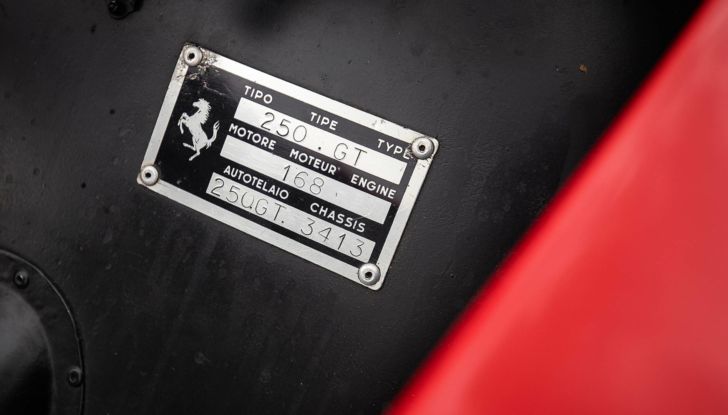 TIPO TIPE TYPE
250.GT
MOTORE MOTEUR ENGINE
168
AUTOTELAIO CHASSIS
250GT. 3413